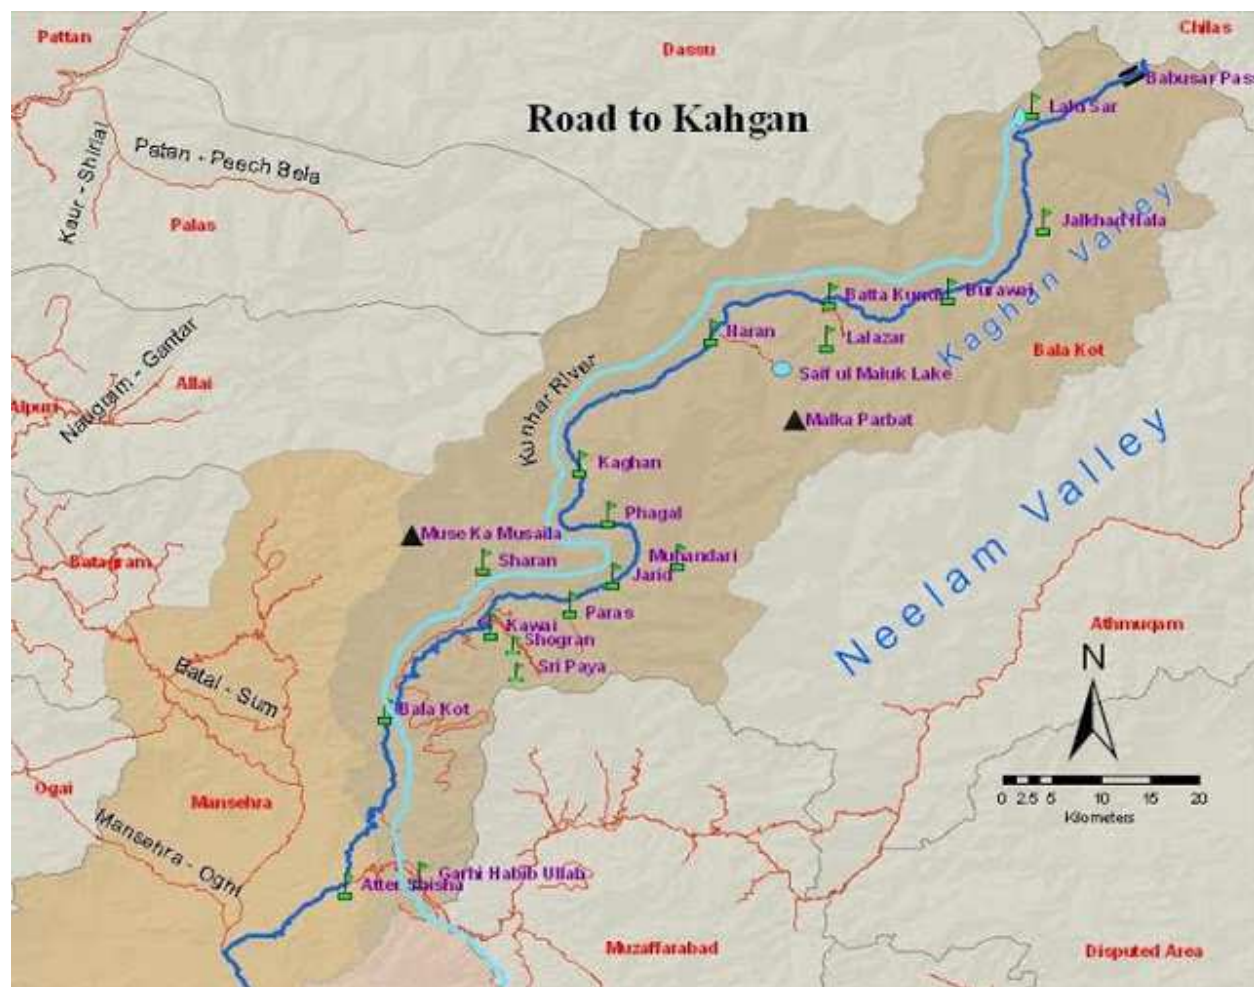 Pattan
Dassu
Chilas
Babusar Pass
Lalu Sar
Road to Kahgan
Kaur - Shirial
Patan - Peech Bela
Palas
Jalkhad Nala
Kaghan Valley
Batta Kundi
Burawai
Naran
Lalazar
Bala Kot
Saif ul Maluk Lake
Naugram - Gantar
Allai
Alpuri
Kunhar River
Malka Parbat
Kaghan
Neelam Valley
Phagal
Muse Ka Musalla
Batagram
Sharan
Muhandari
Jarid
Paras
Kawai
Shogran
Sri Paya
Athmuqam
N
Batal - Sum
Bala Kot
Ogai
Mansehra
0 2.5 5 10 15 20
Kilometers
Mansehra - Oghi
Garhi Habib Ullah
Atter Shisha
Muzaffarabad
Disputed Area